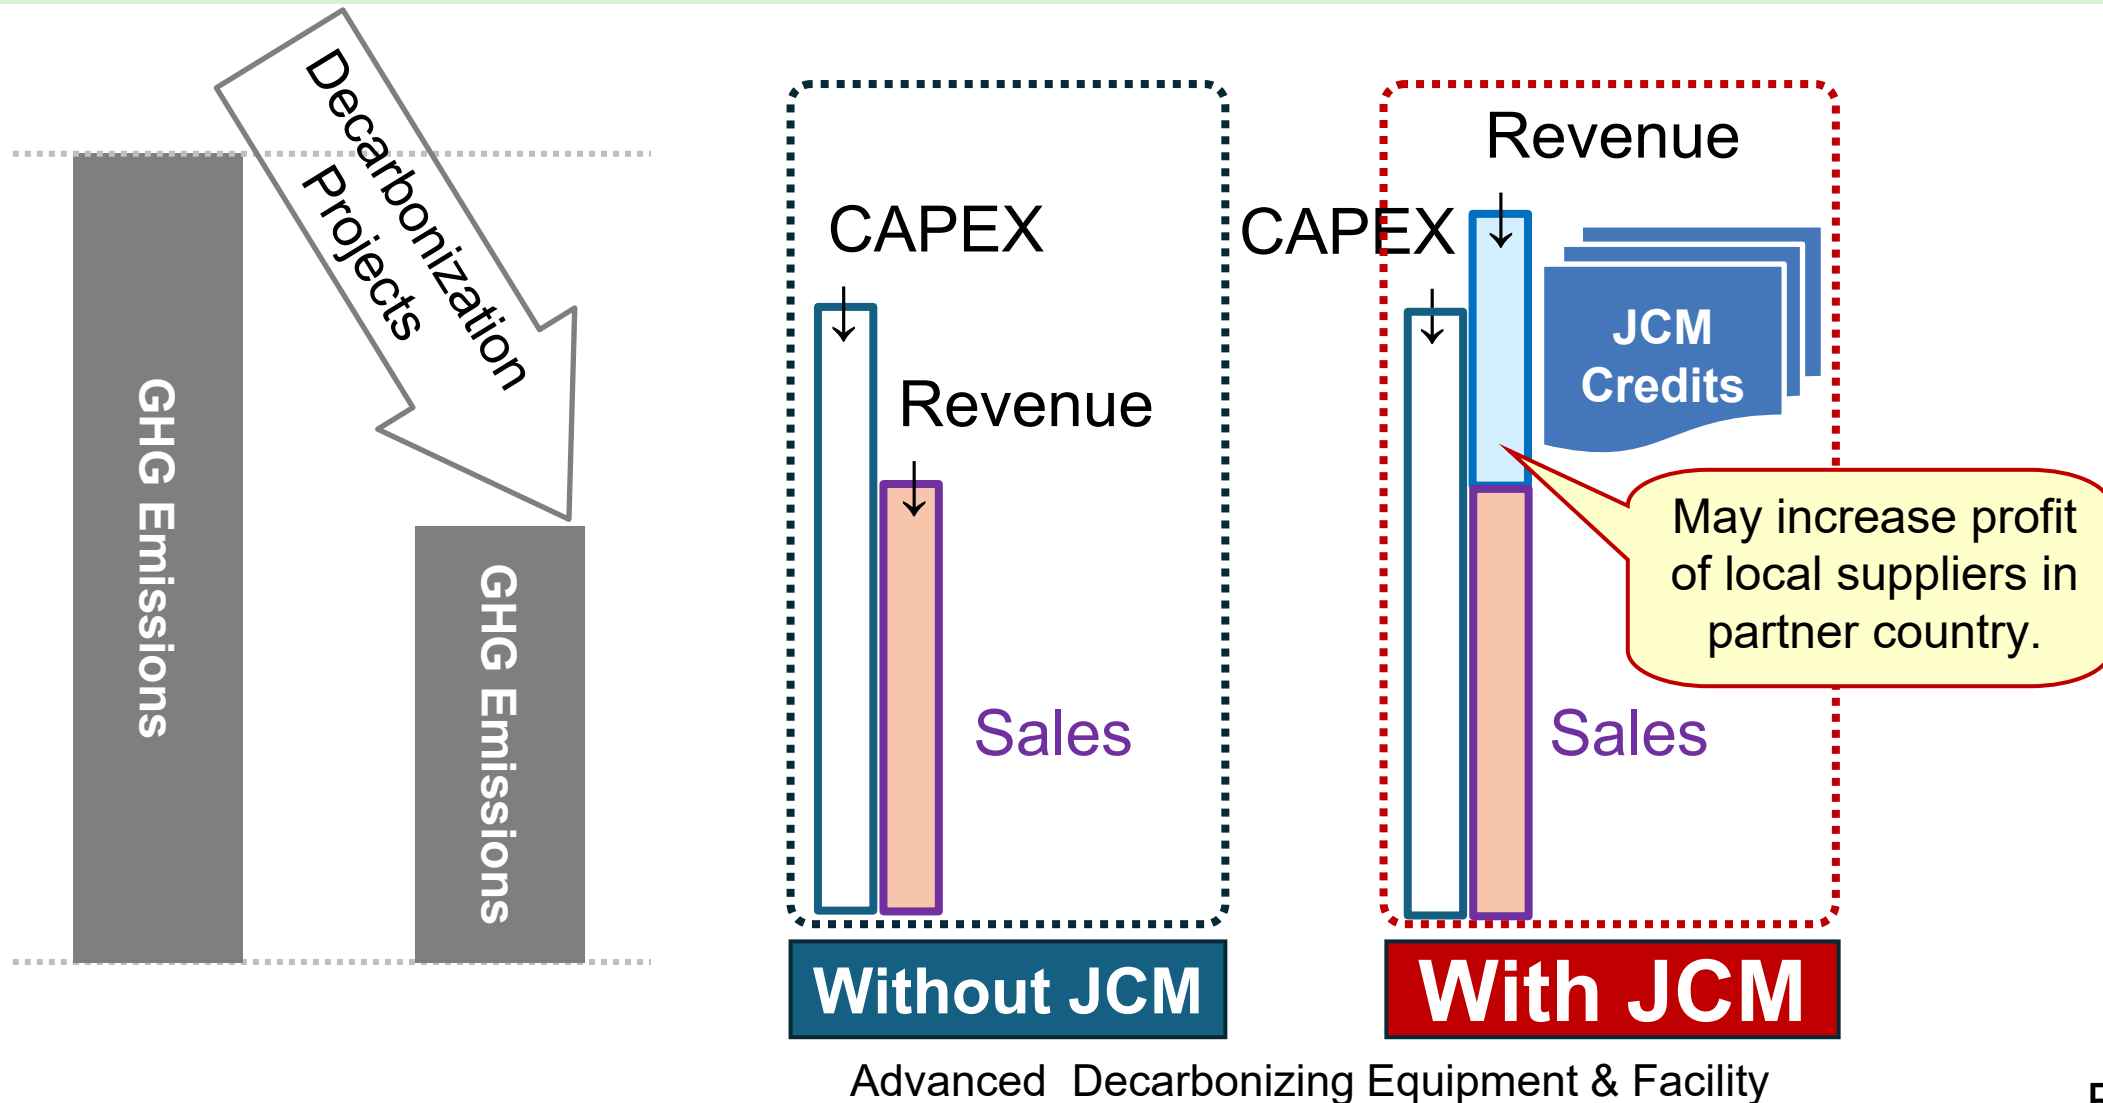 Decarbonization
Projects
GHG Emissions
GHG Emissions
CAPEX
Revenue
Sales
Without JCM
Revenue
CAPEX
JCM
Credits
May increase profit
of local suppliers in
partner country.
Sales
With JCM
Advanced Decarbonizing Equipment & Facility